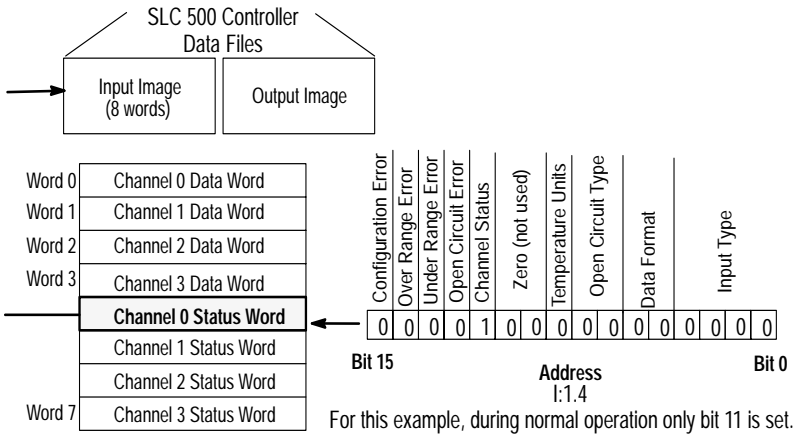 SLC 500 Controller
Data Files
Input Image
(8 words)
Output Image
Word 0
Channel 0 Data Word
Word 1
Channel 1 Data Word
Word 2
Channel 2 Data Word
Word 3
Channel 3 Data Word
Channel 0 Status Word
Channel 1 Status Word
Channel 2 Status Word
Word 7
Channel 3 Status Word
Configuration Error
Over Range Error
Under Range Error
Open Circuit Error
Channel Status
Zero (not used)
Temperature Units
Open Circuit Type
Data Format
Input Type
0 0 0 0 1 0 0 0 0 0 0 0 0 0 0 0
Bit 15
Bit 0
Address
I:1.4
For this example, during normal operation only bit 11 is set.